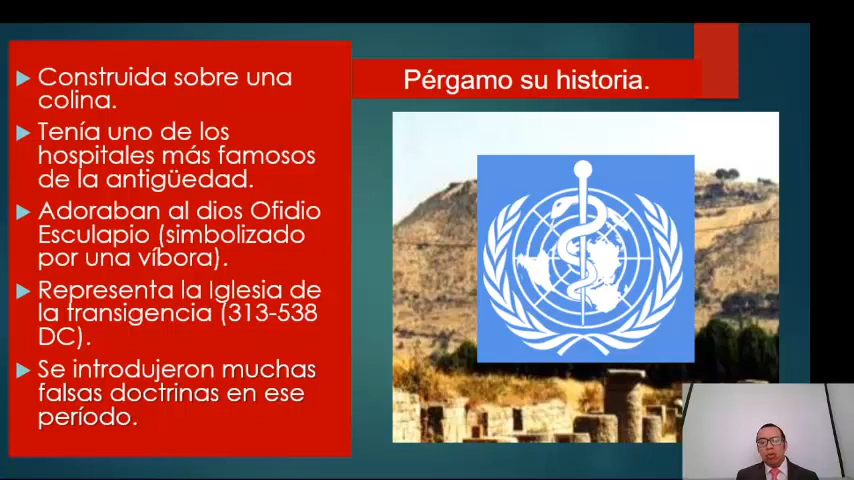 Pérgamo su historia.
Construida sobre una
colina.
Tenía uno de los
hospitales más famosos
de la antigüedad.
Adoraban al dios Ofidio
Esculapio (simbolizado
por una víbora).
Representa la Iglesia de
la transigencia (313-538
DC).
Se introdujeron muchas
falsas doctrinas en ese
período.